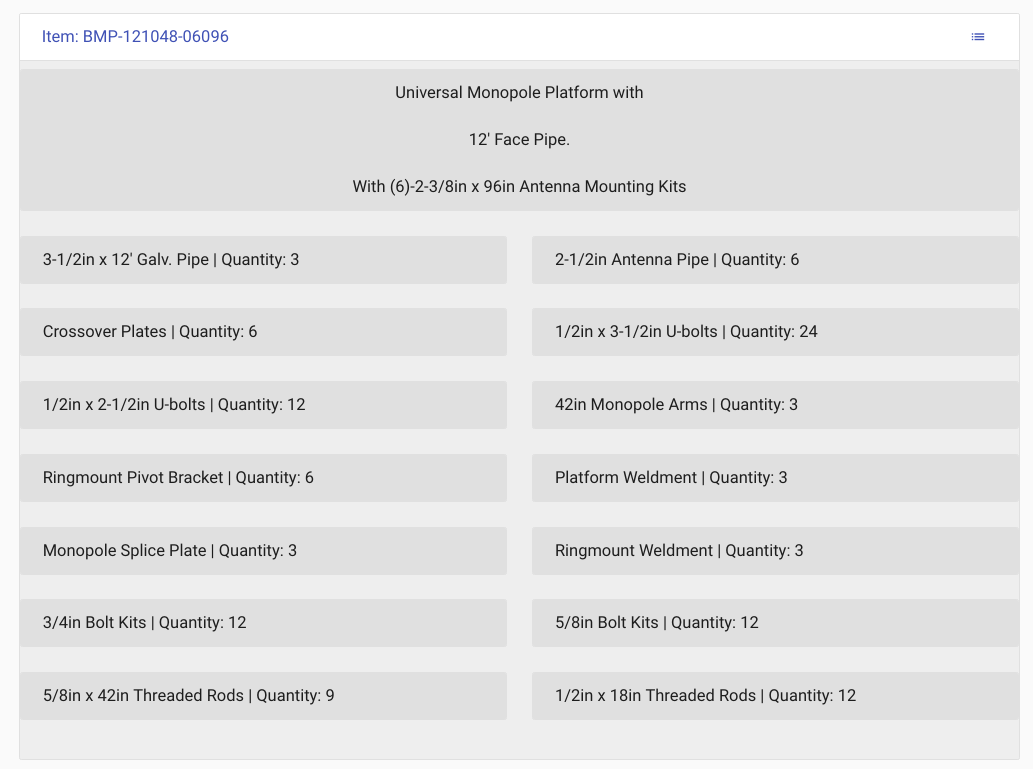 Item: BMP-121048-06096
Universal Monopole Platform with
12' Face Pipe.
With (6)-2-3/8in x 96in Antenna Mounting Kits
3-1/2in x 12' Galv. Pipe | Quantity: 3
2-1/2in Antenna Pipe | Quantity: 6
Crossover Plates | Quantity: 6
1/2in x 3-1/2in U-bolts | Quantity: 24
1/2in x 2-1/2in U-bolts | Quantity: 12
42in Monopole Arms | Quantity: 3
Ringmount Pivot Bracket | Quantity: 6
Platform Weldment | Quantity: 3
Monopole Splice Plate | Quantity: 3
Ringmount Weldment | Quantity: 3
3/4in Bolt Kits | Quantity: 12
5/8in Bolt Kits | Quantity: 12
5/8in x 42in Threaded Rods | Quantity: 9
1/2in x 18in Threaded Rods | Quantity: 12